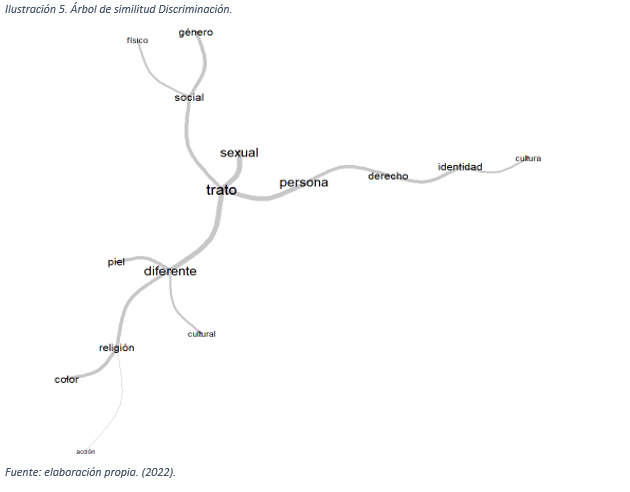 Ilustración 5. Árbol de similitud Discriminación.
género
físico
social
sexual
cultura
identidad
derecho
persona
trato
piel
diferente
cultural
religión
color
acción
Fuente: elaboración propia. (2022).